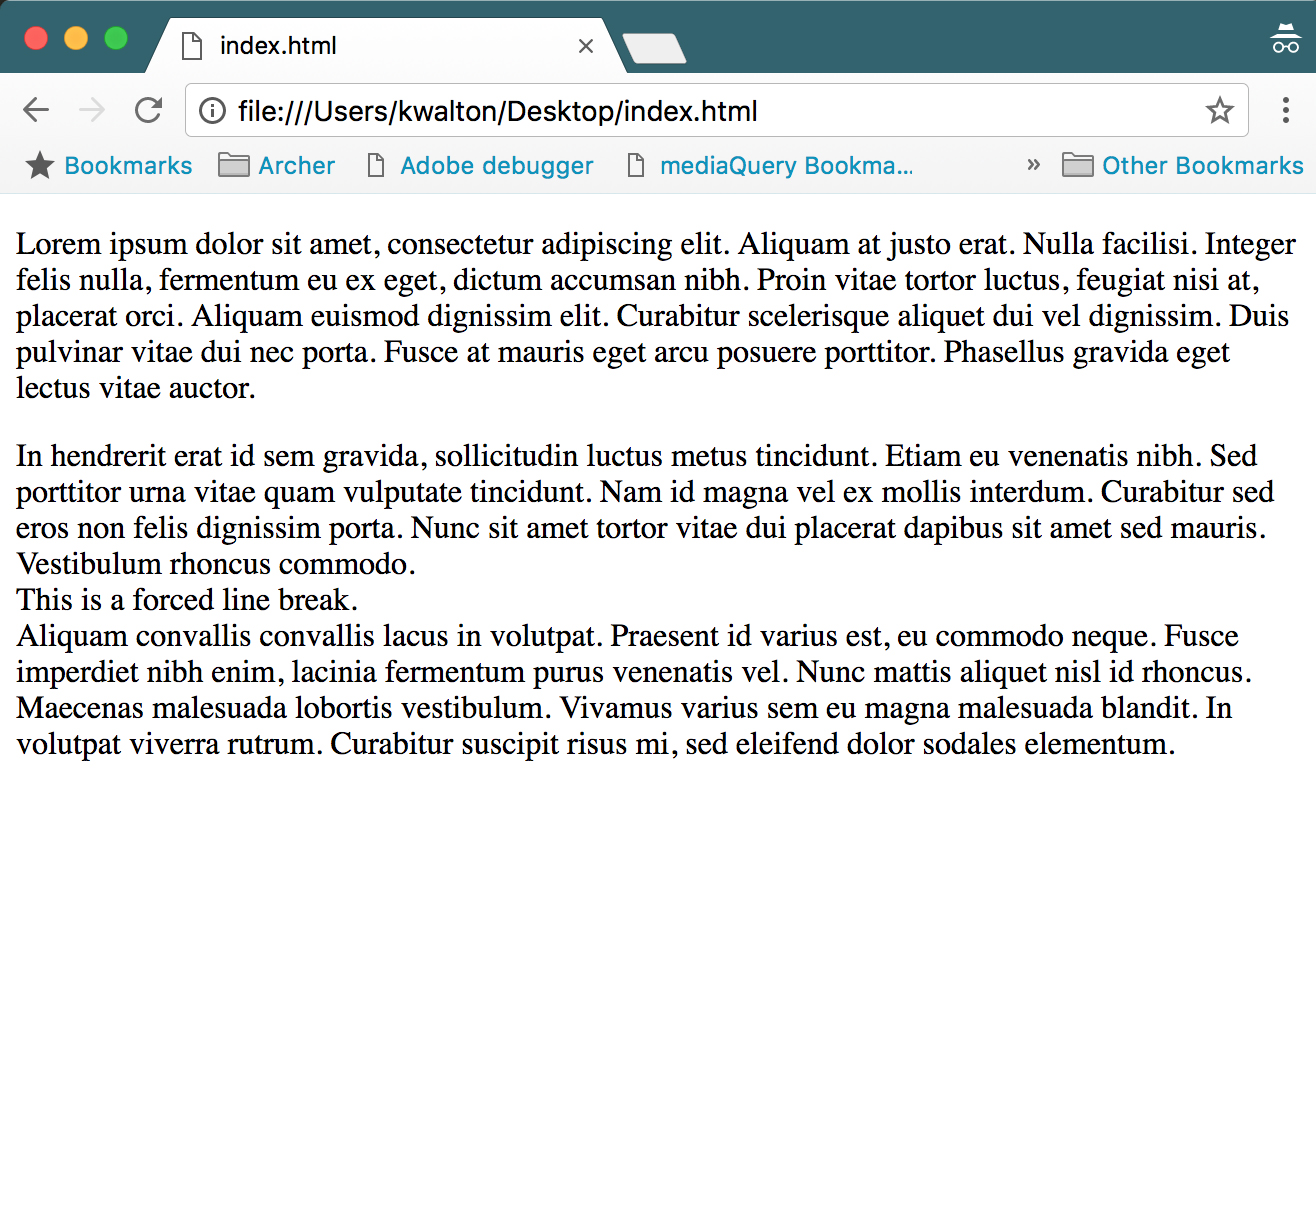 index.html
file:///Users/kwalton/Desktop/index.html
Bookmarks Archer Adobe debugger mediaQuery Bookma... » Other Bookmarks
Lorem ipsum dolor sit amet, consectetur adipiscing elit. Aliquam at justo erat. Nulla facilisi. Integer
felis nulla, fermentum eu ex eget, dictum accumsan nibh. Proin vitae tortor luctus, feugiat nisi at,
placerat orci. Aliquam euismod dignissim elit. Curabitur scelerisque aliquet dui vel dignissim. Duis
pulvinar vitae dui nec porta. Fusce at mauris eget arcu posuere porttitor. Phasellus gravida eget
lectus vitae auctor.
In hendrerit erat id sem gravida, sollicitudin luctus metus tincidunt. Etiam eu venenatis nibh. Sed
porttitor urna vitae quam vulputate tincidunt. Nam id magna vel ex mollis interdum. Curabitur sed
eros non felis dignissim porta. Nunc sit amet tortor vitae dui placerat dapibus sit amet sed mauris.
Vestibulum rhoncus commodo.
This is a forced line break.
Aliquam convallis convallis lacus in volutpat. Praesent id varius est, eu commodo neque. Fusce
imperdiet nibh enim, lacinia fermentum purus venenatis vel. Nunc mattis aliquet nisl id rhoncus.
Maecenas malesuada lobortis vestibulum. Vivamus varius sem eu magna malesuada blandit. In
volutpat viverra rutrum. Curabitur suscipit risus mi, sed eleifend dolor sodales elementum.